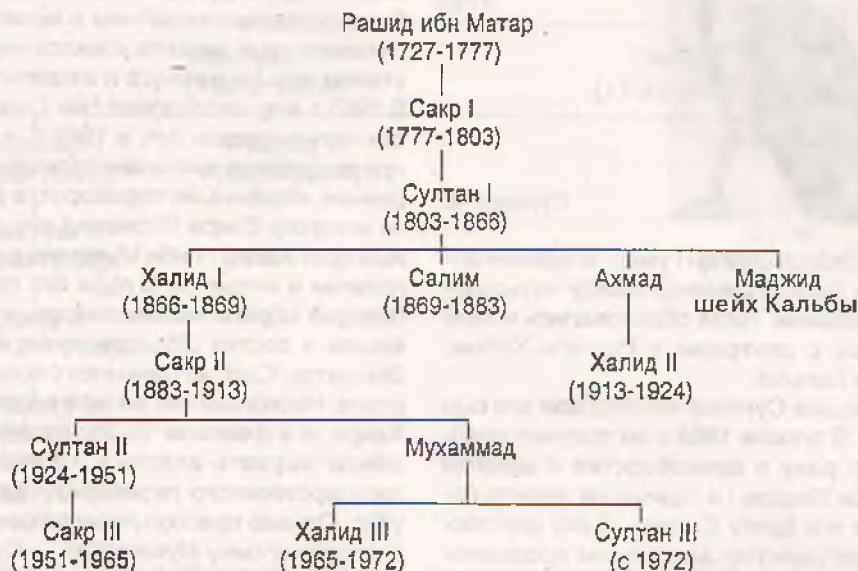 Рашид ибн Матар
(1727-1777)
Сакр I
(1777-1803)
Султан I
(1803-1866)
Халид I Салим Ахмад Маджид
(1866-1869) (1869-1883) шейх Кальбы
Сакр II Халид II
(1883-1913) (1913-1924)
Султан II Мухаммад
(1924-1951)
Сакр III Халид III Султан III
(1951-1965) (1965-1972) (с 1972)